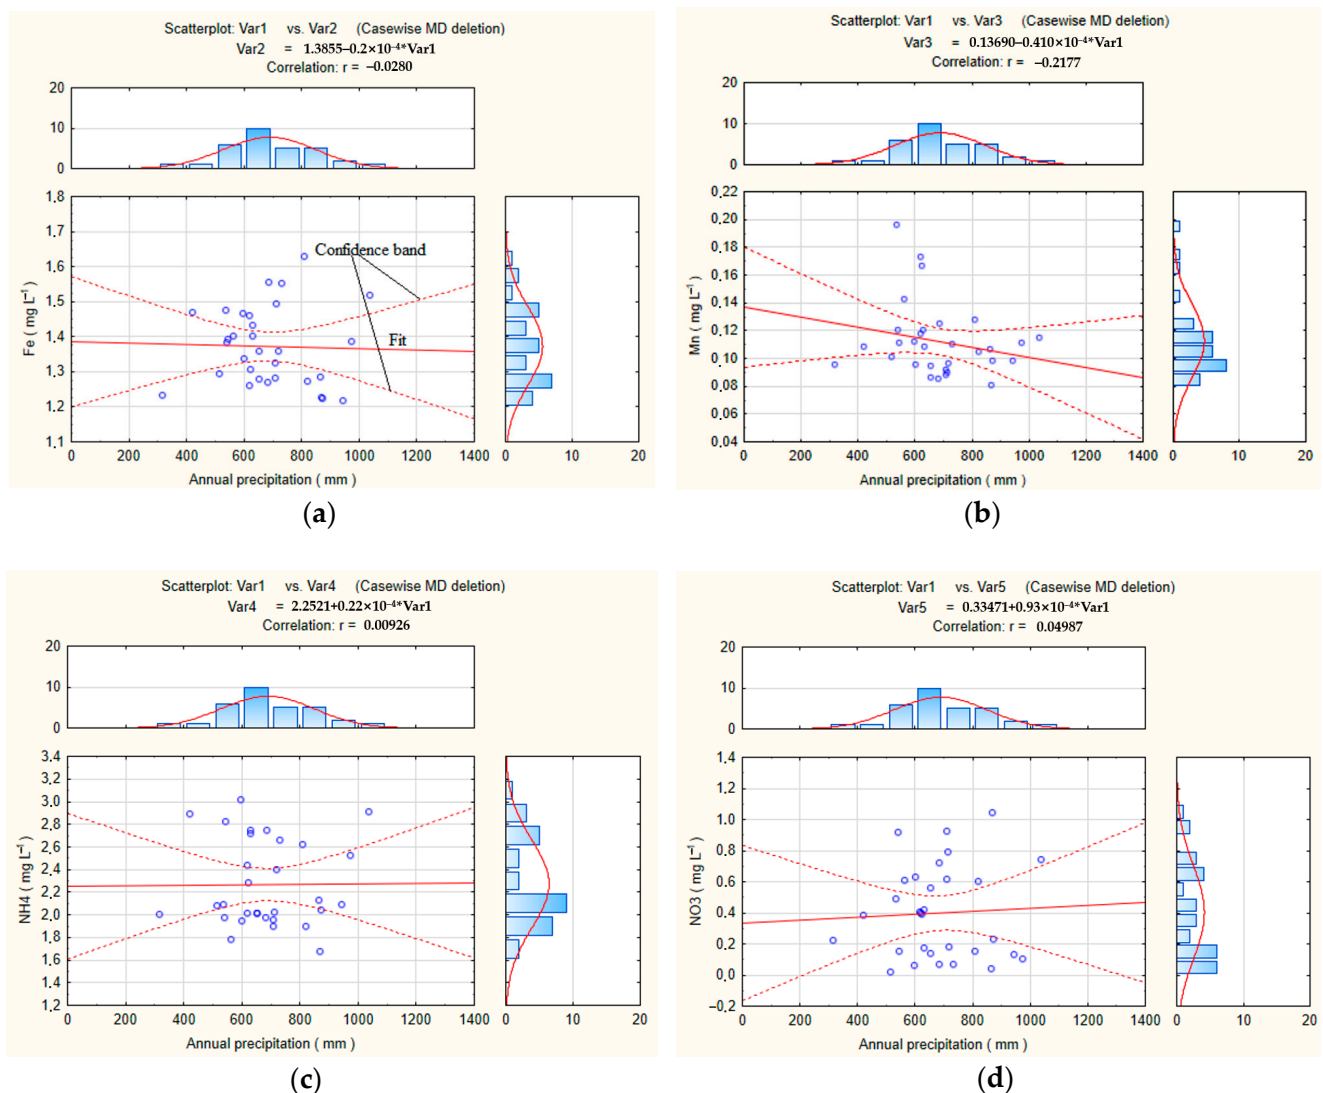 Scatterplot: Var1 vs. Var2 (Casewise MD deletion)
Var2 = 1.3855–0.2×10⁻⁴*Var1
Correlation: r = –0.0280
20
10
0
1,8
1,7
1,6
1,5
1,4
1,3
1,2
1,1
Fe ( mg L⁻¹)
Confidence band
Fit
0 200 400 600 800 1000 1200 1400
0 10 20
Annual precipitation ( mm )
(a)
Scatterplot: Var1 vs. Var3 (Casewise MD deletion)
Var3 = 0.13690–0.410×10⁻⁴*Var1
Correlation: r = –0.2177
20
10
0
0,22
0,20
0,18
0,16
0,14
0,12
0,10
0,08
0,06
0,04
Mn ( mg L⁻¹)
0 200 400 600 800 1000 1200 1400
0 10 20
Annual precipitation ( mm )
(b)
Scatterplot: Var1 vs. Var4 (Casewise MD deletion)
Var4 = 2.2521+0.22×10⁻⁴*Var1
Correlation: r = 0.00926
20
10
0
3,4
3,2
3,0
2,8
2,6
2,4
2,2
2,0
1,8
1,6
1,4
1,2
NH4 ( mg L⁻¹)
0 200 400 600 800 1000 1200 1400
0 10 20
Annual precipitation ( mm )
(c)
Scatterplot: Var1 vs. Var5 (Casewise MD deletion)
Var5 = 0.33471+0.93×10⁻⁴*Var1
Correlation: r = 0.04987
20
10
0
1,4
1,2
1,0
0,8
0,6
0,4
0,2
0,0
–0,2
NO3 ( mg L⁻¹)
0 200 400 600 800 1000 1200 1400
0 10 20
Annual precipitation ( mm )
(d)